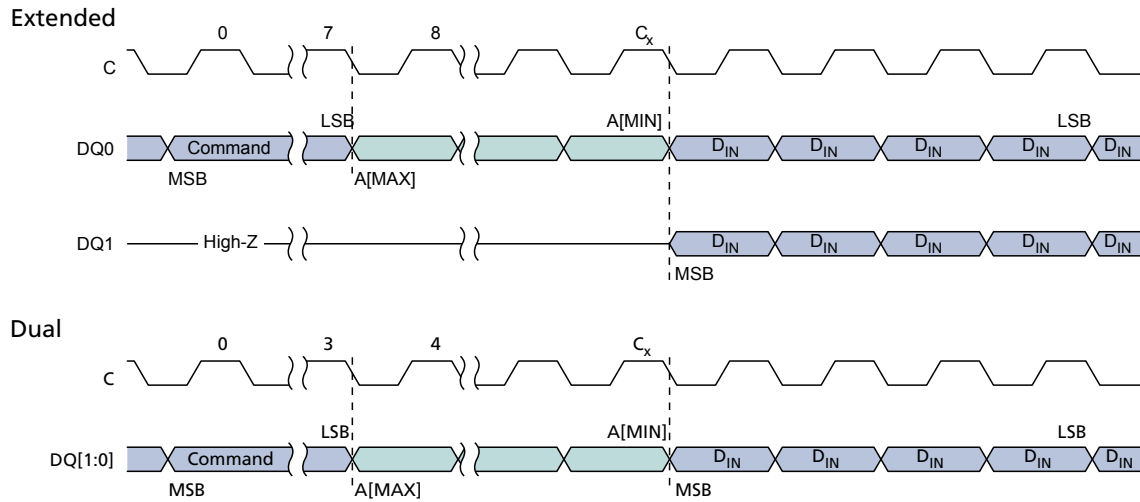 Extended
0 7 8 Cx
C
LSB A[MIN] LSB
DQ0 Command DIN DIN DIN DIN DIN
MSB A[MAX]
DQ1 High-Z DIN DIN DIN DIN DIN
MSB
Dual
0 3 4 Cx
C
LSB A[MIN] LSB
DQ[1:0] Command DIN DIN DIN DIN DIN
MSB A[MAX] MSB